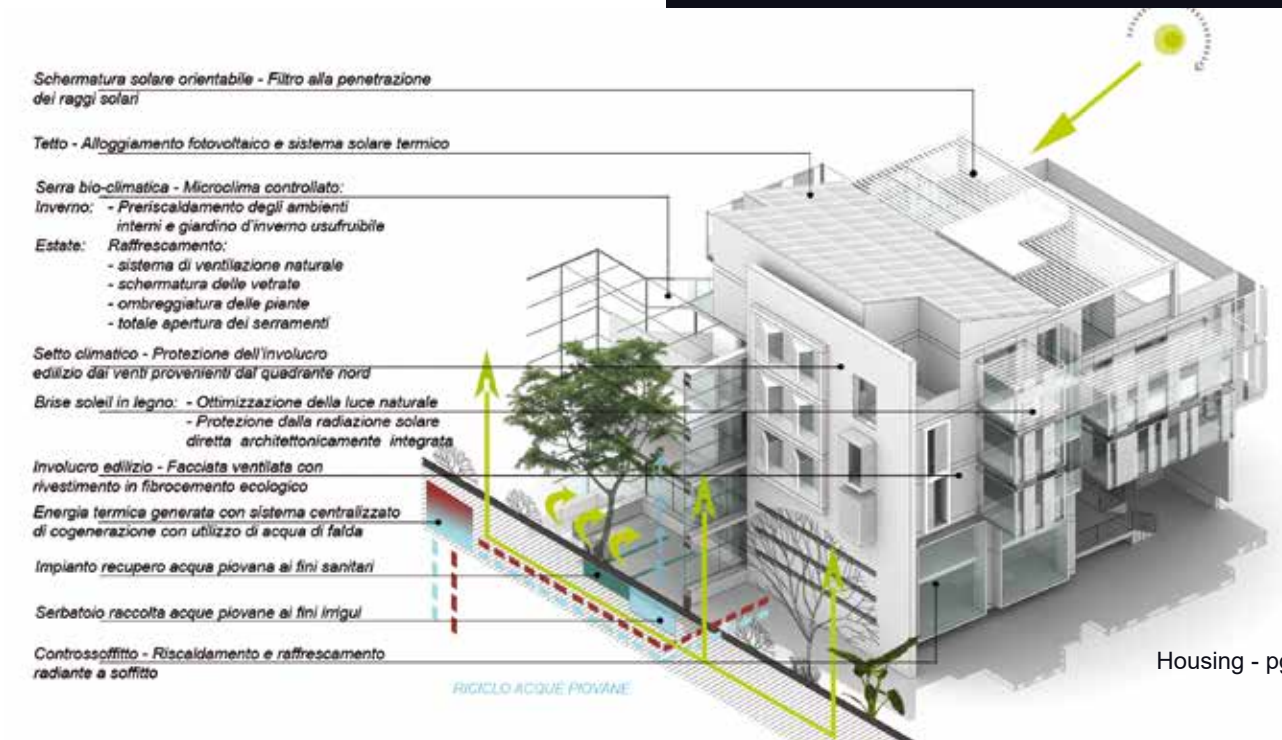 Schermatura solare orientabile - Filtro alla penetrazione
dei raggi solari
Tetto - Alloggiamento fotovoltaico e sistema solare termico
Serra bio-climatica - Microclima controllato:
Inverno: - Preriscaldamento degli ambienti
interni e giardino d'inverno usufruibile
Estate: Raffrescamento:
- sistema di ventilazione naturale
- schermatura delle vetrate
- ombreggiatura delle piante
- totale apertura dei serramenti
Setto climatico - Protezione dell'involucro
edilizio dai venti provenienti dal quadrante nord
Brise soleil in legno: - Ottimizzazione della luce naturale
- Protezione dalla radiazione solare
diretta architettonicamente integrata
Involucro edilizio - Facciata ventilata con
rivestimento in fibrocemento ecologico
Energia termica generata con sistema centralizzato
di cogenerazione con utilizzo di acqua di falda
Impianto recupero acqua piovana ai fini sanitari
Serbatoio raccolta acque piovane ai fini irrigui
Controssoffitto - Riscaldamento e raffrescamento
radiante a soffitto
RICICLO ACQUE PIOVANE
Housing - pg